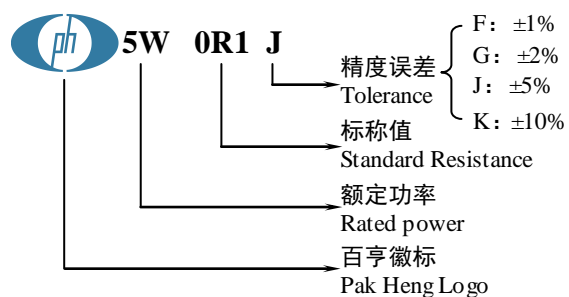 ph 5W 0R1 J
F: ±1%
G: ±2%
J: ±5%
K: ±10%
精度误差
Tolerance
标称值
Standard Resistance
额定功率
Rated power
百亨徽标
Pak Heng Logo